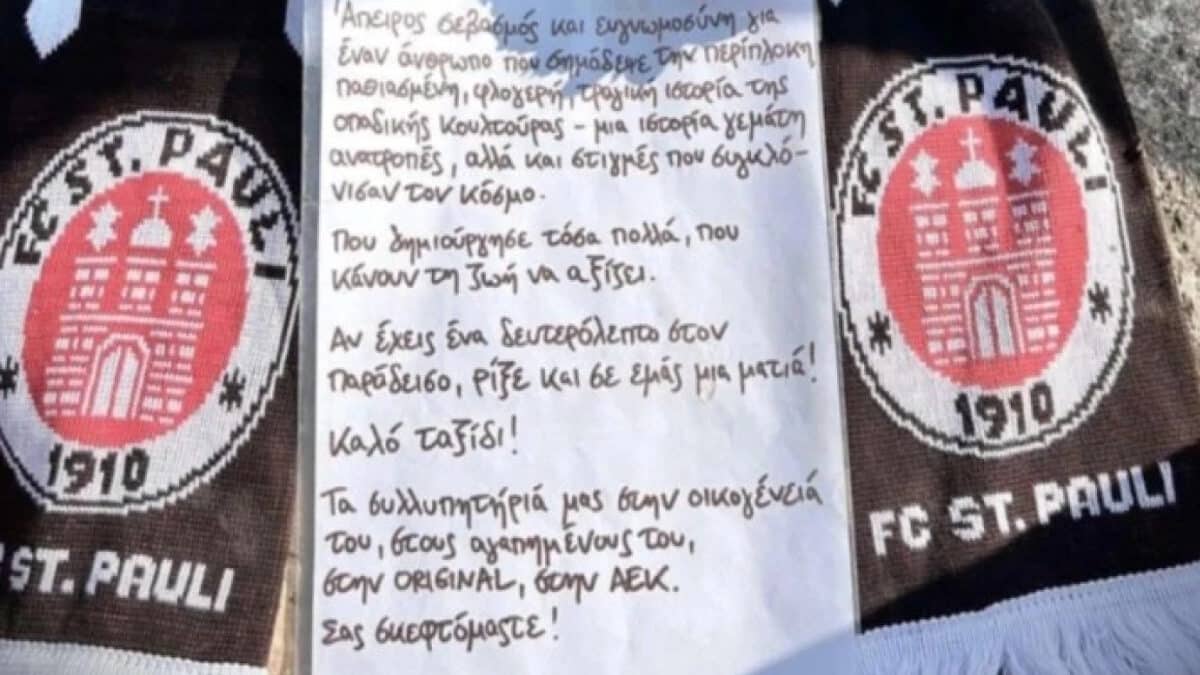 FC ST. PAULI
1910
ST. PAULI
Άπειρος σεβασμός και ευγνωμοσύνη για
έναν άνθρωπο που σημάδεψε την περίπλοκη
παθιασμένη, φλογερή, τραγική ιστορία της
οπαδικής κουλτούρας – μια ιστορία γεμάτη
ανατροπές, αλλά και στιγμές που συγκλό-
νισαν τον κόσμο.
Που δημιούργησε τόσα πολλά, που
κάνουν τη ζωή να αξίζει.
Αν έχεις ένα δευτερόλεπτο στον
παράδεισο, ρίξε και σε εμάς μια ματιά!
Καλό ταξίδι!
Τα συλλυπητήριά μας στην οικογένειά
του, στους αγαπημένους του,
στην ORIGINAL, στην ΑΕΚ.
Σας σκεφτόμαστε!
FC ST. PAULI
1910
FC ST. PAULI